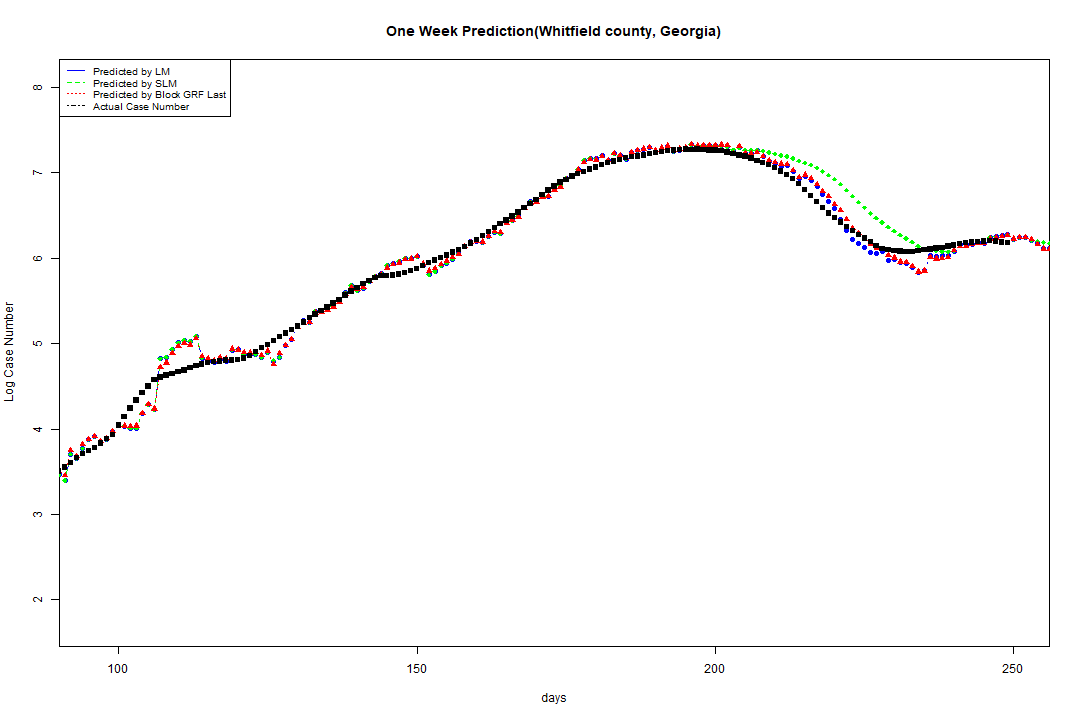 One Week Prediction(Whitfield county, Georgia)
Predicted by LM
Predicted by SLM
Predicted by Block GRF Last
Actual Case Number
8
7
6
5
4
3
2
Log Case Number
100
150
200
250
days